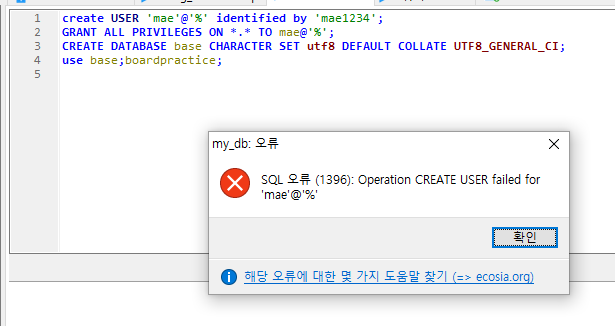 1 create USER 'mae'@'%' identified by 'mae1234';
2 GRANT ALL PRIVILEGES ON *.* TO mae@'%';
3 CREATE DATABASE base CHARACTER SET utf8 DEFAULT COLLATE UTF8_GENERAL_CI;
4 use base;boardpractice;
5
my_db: 오류
SQL 오류 (1396): Operation CREATE USER failed for
'mae'@'%'
확인
해당 오류에 대한 몇 가지 도움말 찾기 (=> ecosia.org)